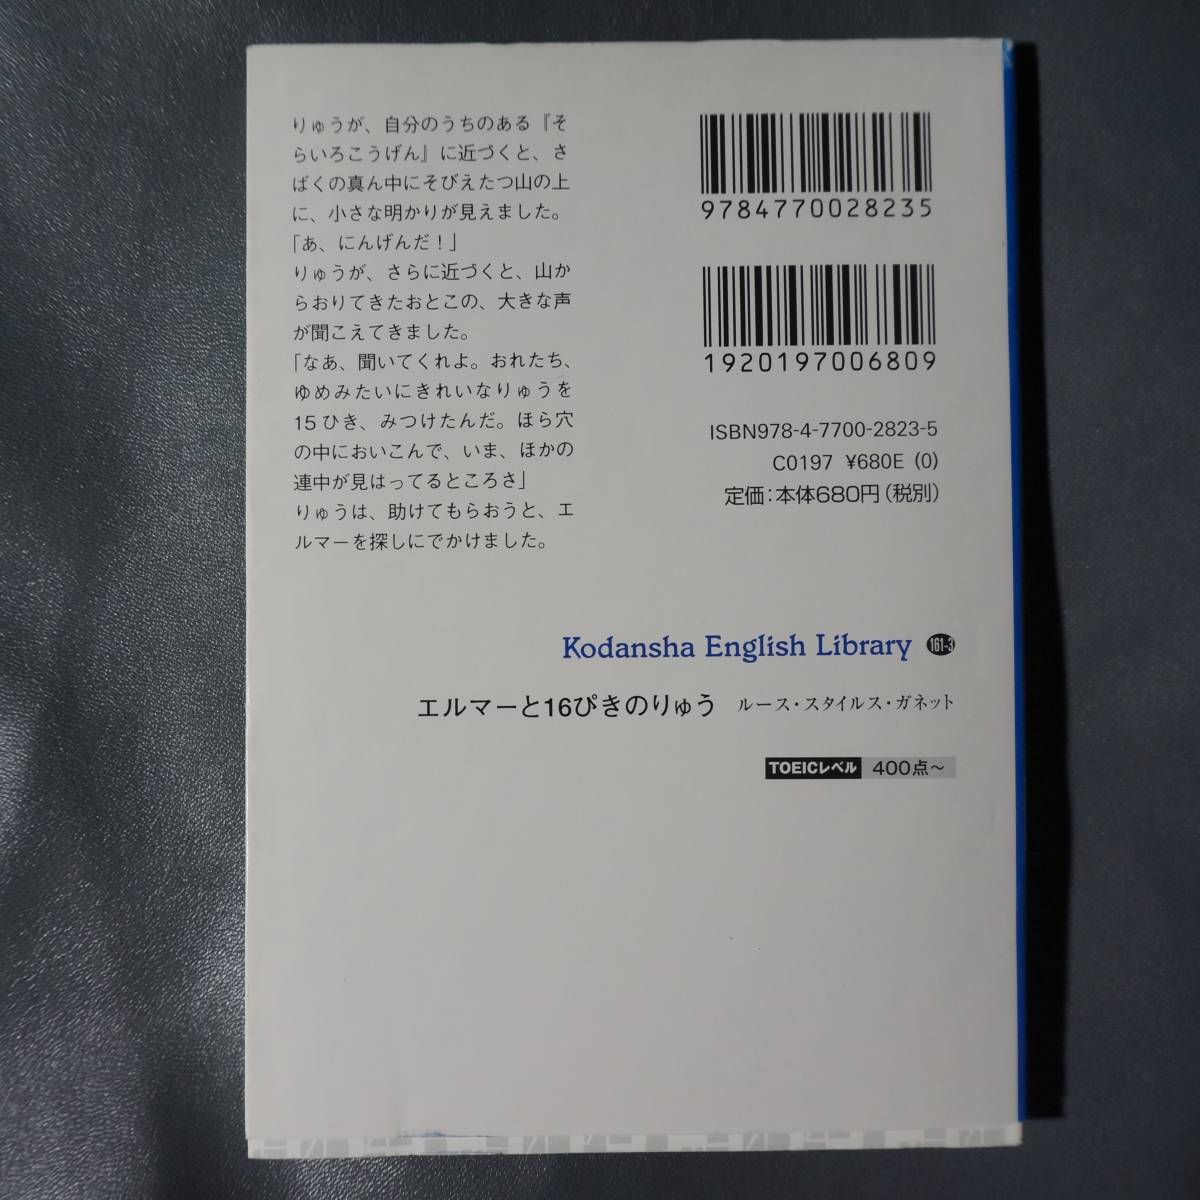 りゅうが、自分のうちのある『そ
らいろこうげん』に近づくと、さ
ばくの真ん中にそびえたつ山の上
に、小さな明かりが見えました。
「あ、にんげんだ！」
りゅうが、さらに近づくと、山か
らおりてきたおとこの、大きな声
が聞こえてきました。
「なあ、聞いてくれよ。おれたち、
ゆめみたいにきれいなりゅうを
15ひき、みつけたんだ。ほら穴
の中においこんで、いま、ほかの
連中が見はってるところさ」
りゅうは、助けてもらおうと、エ
ルマーを探しにでかけました。
9784770028235
1920197006809
ISBN978-4-7700-2823-5
C0197 ¥680E (0)
定価：本体680円（税別）
Kodansha English Library 161-3
エルマーと16ぴきのりゅう ルース・スタイルス・ガネット
TOEICレベル 400点～